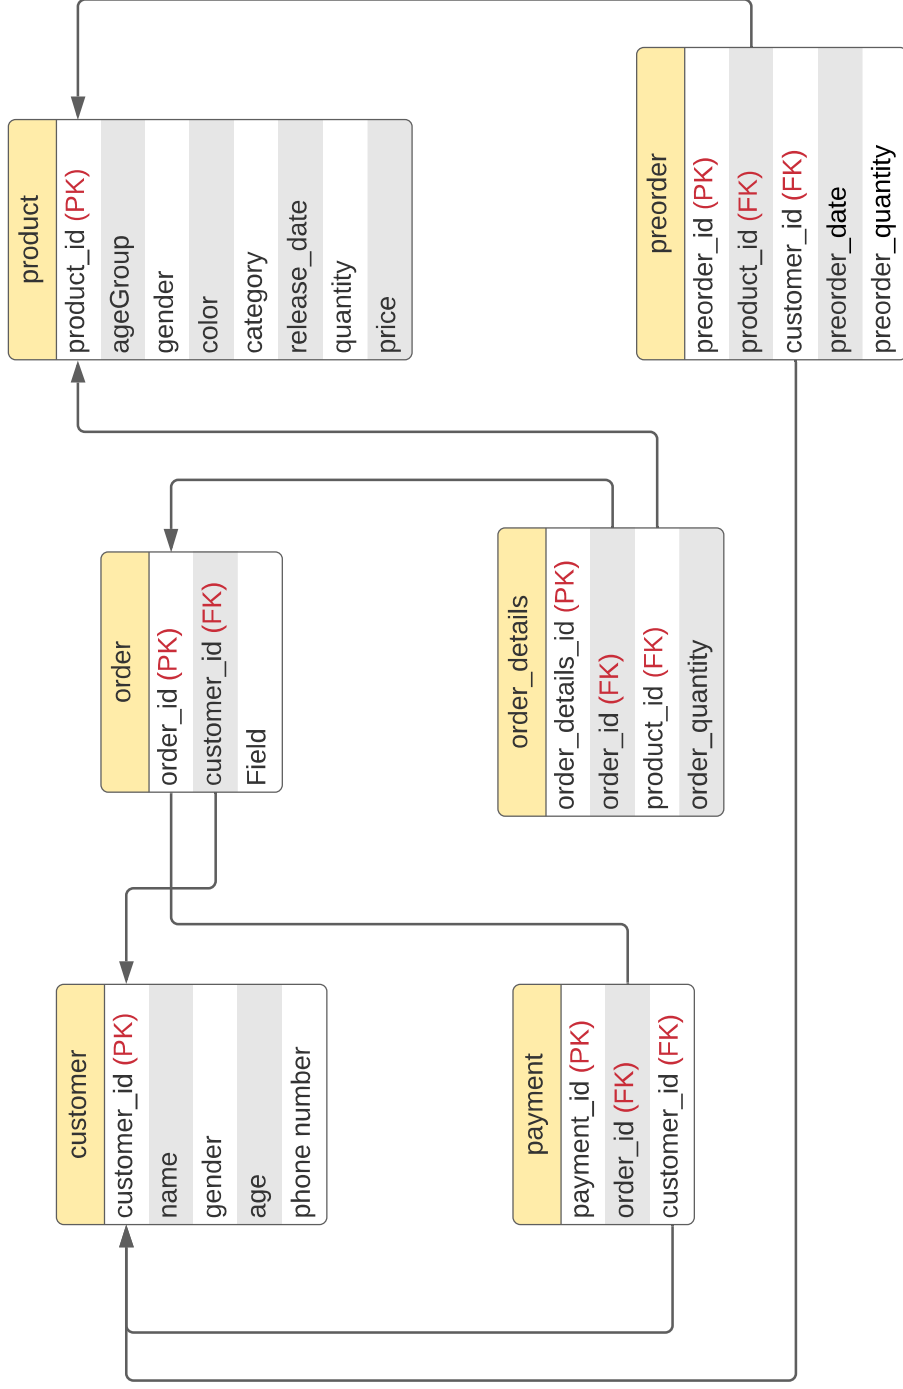 customer
customer_id (PK)
name
gender
age
phone number
order
order_id (PK)
customer_id (FK)
Field
product
product_id (PK)
ageGroup
gender
color
category
release_date
quantity
price
payment
payment_id (PK)
order_id (FK)
customer_id (FK)
order_details
order_details_id (PK)
order_id (FK)
product_id (FK)
order_quantity
preorder
preorder_id (PK)
product_id (FK)
customer_id (FK)
preorder_date
preorder_quantity